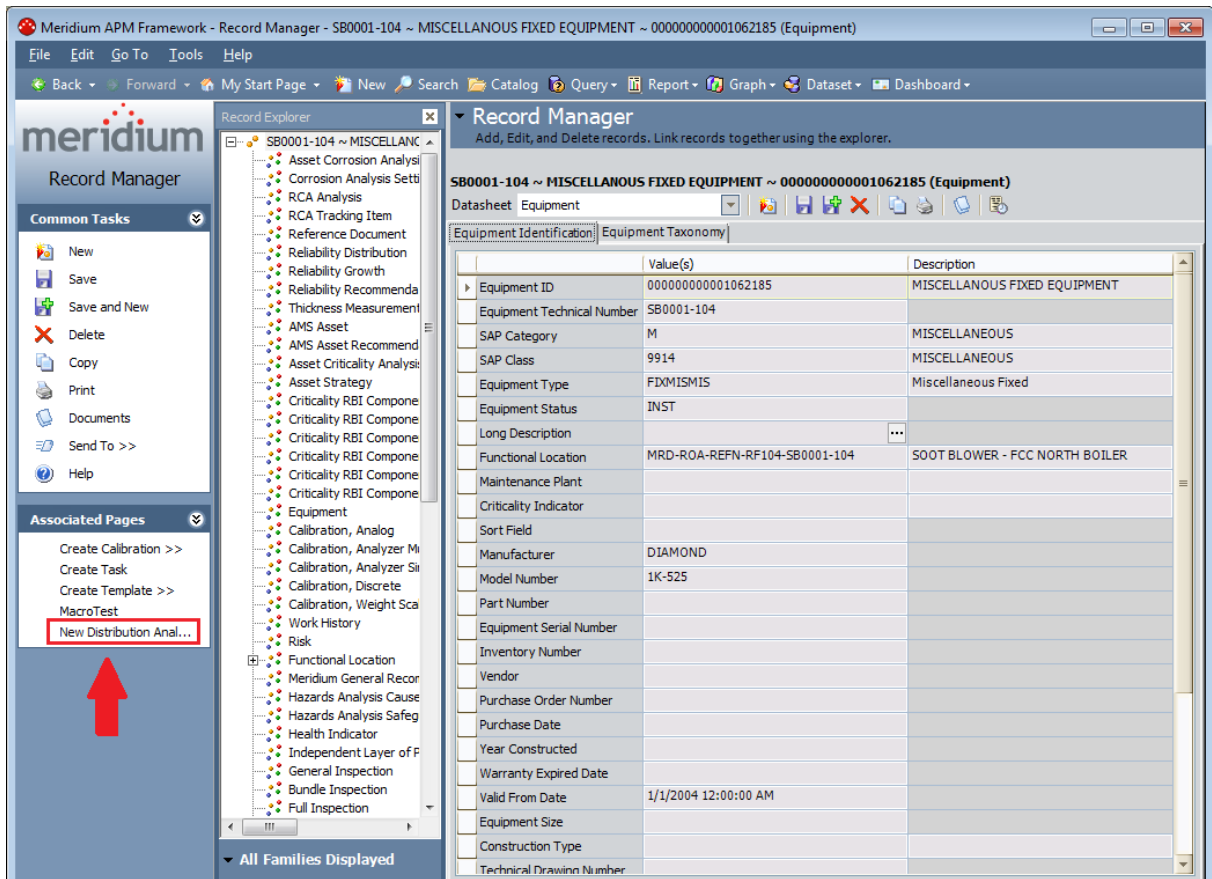 Meridium APM Framework - Record Manager - SB0001-104 ~ MISCELLANOUS FIXED EQUIPMENT ~ 000000000001062185 (Equipment)
File Edit Go To Tools Help
Back Forward My Start Page New Search Catalog Query Report Graph Dataset Dashboard
meridium
Record Manager
Common Tasks
New
Save
Save and New
Delete
Copy
Print
Documents
Send To >>
Help
Associated Pages
Create Calibration >>
Create Task
Create Template >>
MacroTest
New Distribution Anal...
Record Explorer
SB0001-104 ~ MISCELLANC
Asset Corrosion Analysi
Corrosion Analysis Setti
RCA Analysis
RCA Tracking Item
Reference Document
Reliability Distribution
Reliability Growth
Reliability Recommenda
Thickness Measurement
AMS Asset
AMS Asset Recommend
Asset Criticality Analysis
Asset Strategy
Criticality RBI Compone
Criticality RBI Compone
Criticality RBI Compone
Criticality RBI Compone
Criticality RBI Compone
Criticality RBI Compone
Equipment
Calibration, Analog
Calibration, Analyzer Mu
Calibration, Analyzer Sin
Calibration, Discrete
Calibration, Weight Scal
Work History
Risk
Functional Location
Meridium General Recor
Hazards Analysis Cause
Hazards Analysis Safeg
Health Indicator
Independent Layer of P
General Inspection
Bundle Inspection
Full Inspection
All Families Displayed
Record Manager
Add, Edit, and Delete records. Link records together using the explorer.
SB0001-104 ~ MISCELLANOUS FIXED EQUIPMENT ~ 000000000001062185 (Equipment)
Datasheet Equipment
Equipment Identification Equipment Taxonomy
Value(s) Description
Equipment ID 000000000001062185 MISCELLANOUS FIXED EQUIPMENT
Equipment Technical Number SB0001-104
SAP Category M MISCELLANEOUS
SAP Class 9914 MISCELLANEOUS
Equipment Type FIXMISMIS Miscellaneous Fixed
Equipment Status INST
Long Description ...
Functional Location MRD-ROA-REFN-RF104-SB0001-104 SOOT BLOWER - FCC NORTH BOILER
Maintenance Plant
Criticality Indicator
Sort Field
Manufacturer DIAMOND
Model Number 1K-525
Part Number
Equipment Serial Number
Inventory Number
Vendor
Purchase Order Number
Purchase Date
Year Constructed
Warranty Expired Date
Valid From Date 1/1/2004 12:00:00 AM
Equipment Size
Construction Type
Technical Drawing Number